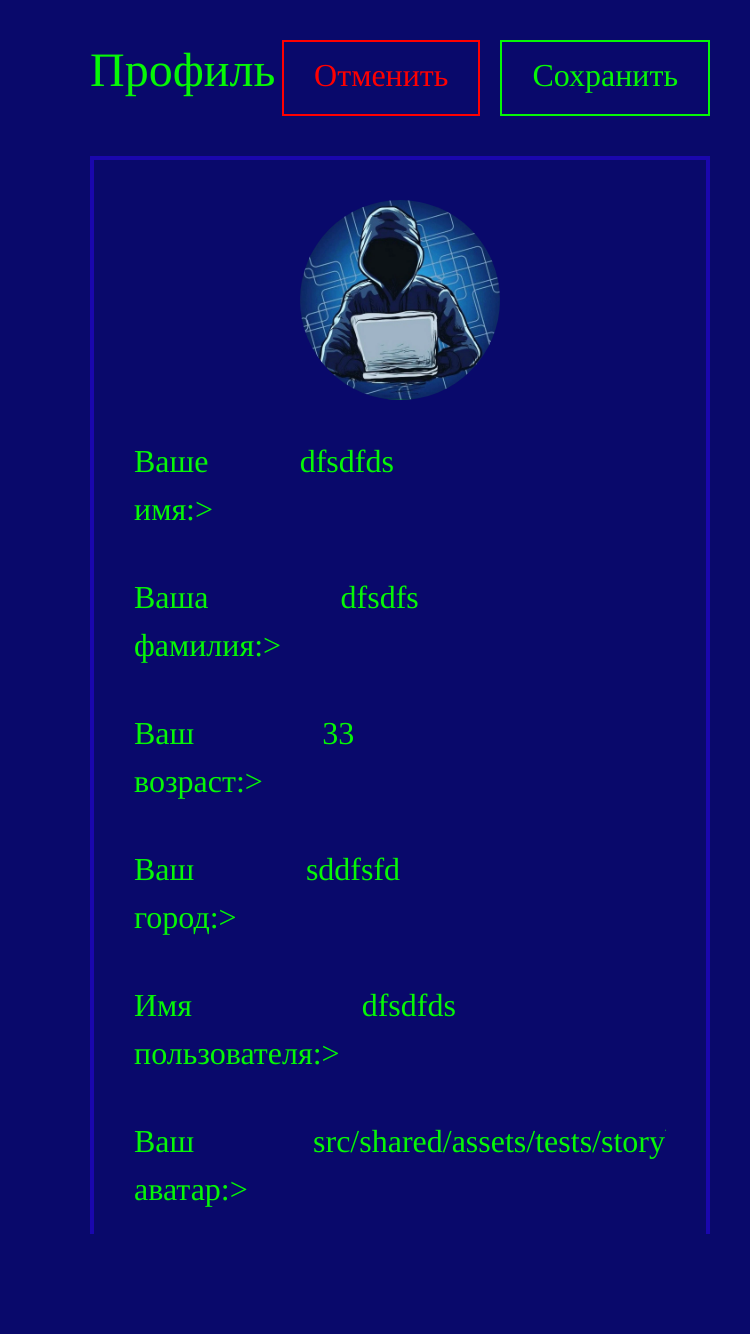 Профиль Отменить Сохранить
Ваше dfsdfds
имя:>
Ваша dfsdfs
фамилия:>
Ваш 33
возраст:>
Ваш sddfsfd
город:>
Имя dfsdfds
пользователя:>
Ваш src/shared/assets/tests/story
аватар:>